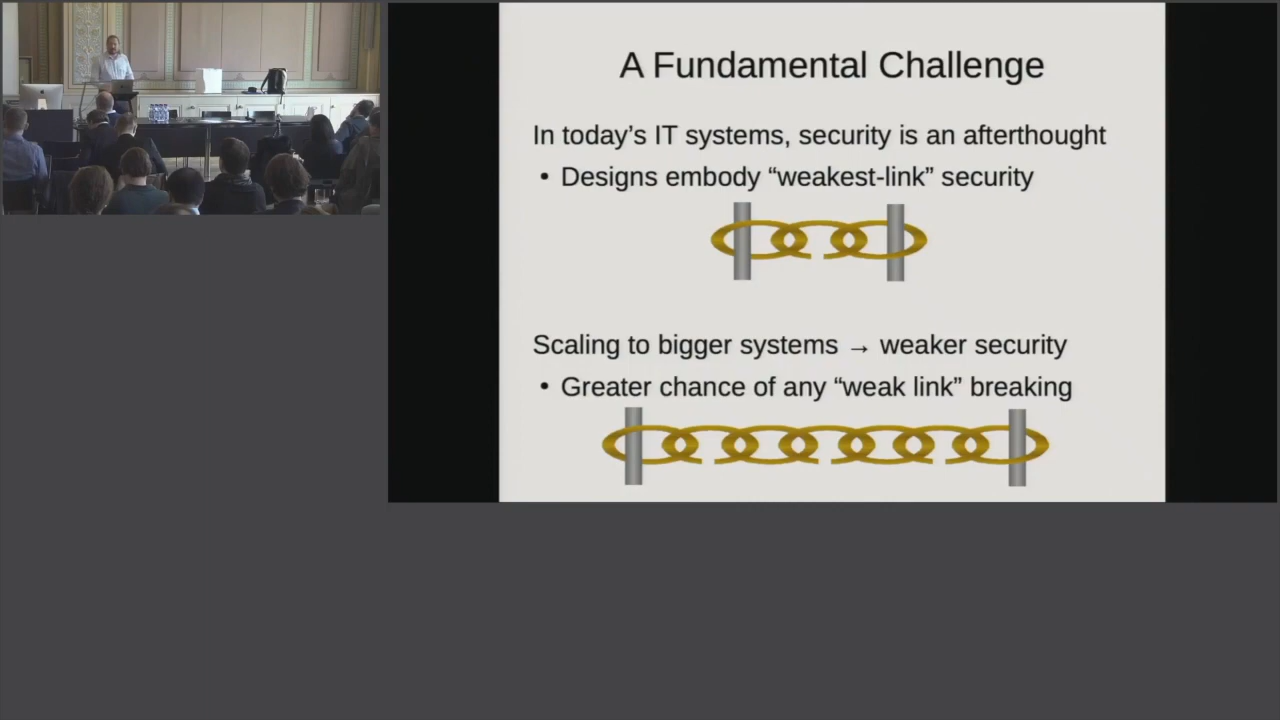 A Fundamental Challenge
In today’s IT systems, security is an afterthought
• Designs embody “weakest-link” security
Scaling to bigger systems → weaker security
• Greater chance of any “weak link” breaking